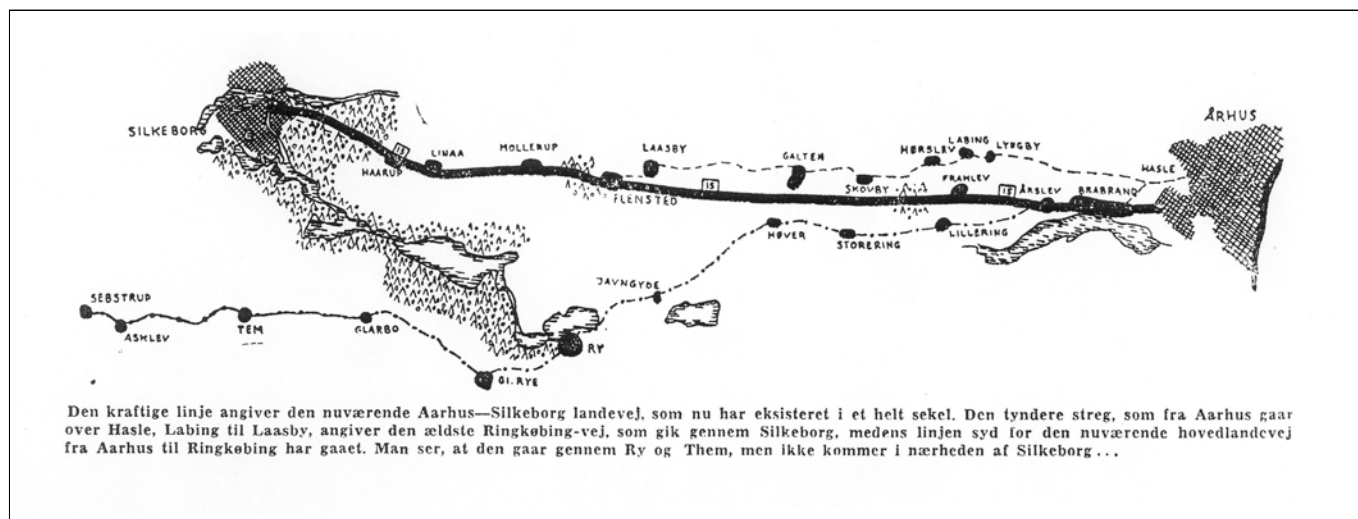 ÅRHUS
SILKEBORG
LABING
HØRSLEV
LYNGBY
LINAA
MOLLERUP
LAASBY
GALTEN
HASLE
15
HAARUP
FLENSTED
15
SKOVBY
FRAMLEV
15
ÅRSLEV
BRABRAND
HØVER
STORERING
LILLERING
JAVNGYDE
SEBSTRUP
ASKLEV
TEM
GLARBO
RY
Gl. RYE
Den kraftige linje angiver den nuværende Aarhus—Silkeborg landevej, som nu har eksisteret i et helt sekel. Den tyndere streg, som fra Aarhus gaar
over Hasle, Labing til Laasby, angiver den ældste Ringkøbing-vej, som gik gennem Silkeborg, medens linjen syd for den nuværende hovedlandevej
fra Aarhus til Ringkøbing har gaaet. Man ser, at den gaar gennem Ry og Them, men ikke kommer i nærheden af Silkeborg...